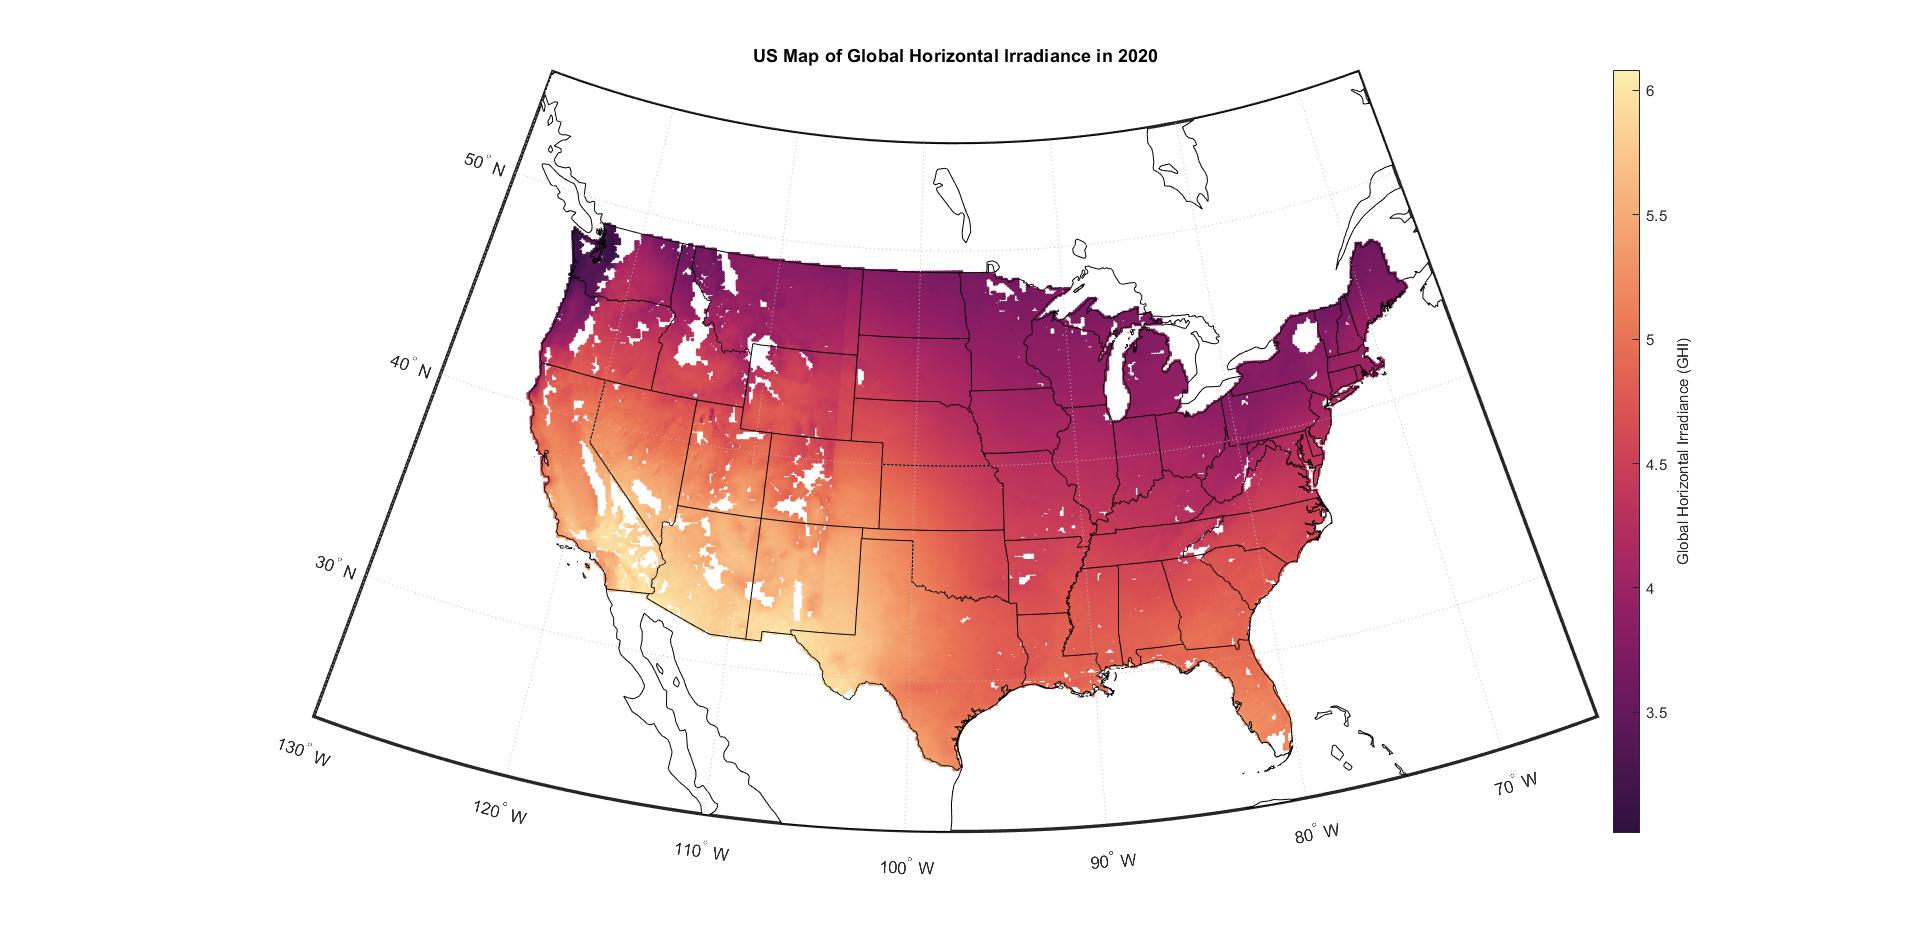 US Map of Global Horizontal Irradiance in 2020
50° N
40° N
30° N
130° W
120° W
110° W
100° W
90° W
80° W
70° W
6
5.5
5
4.5
4
3.5
Global Horizontal Irradiance (GHI)